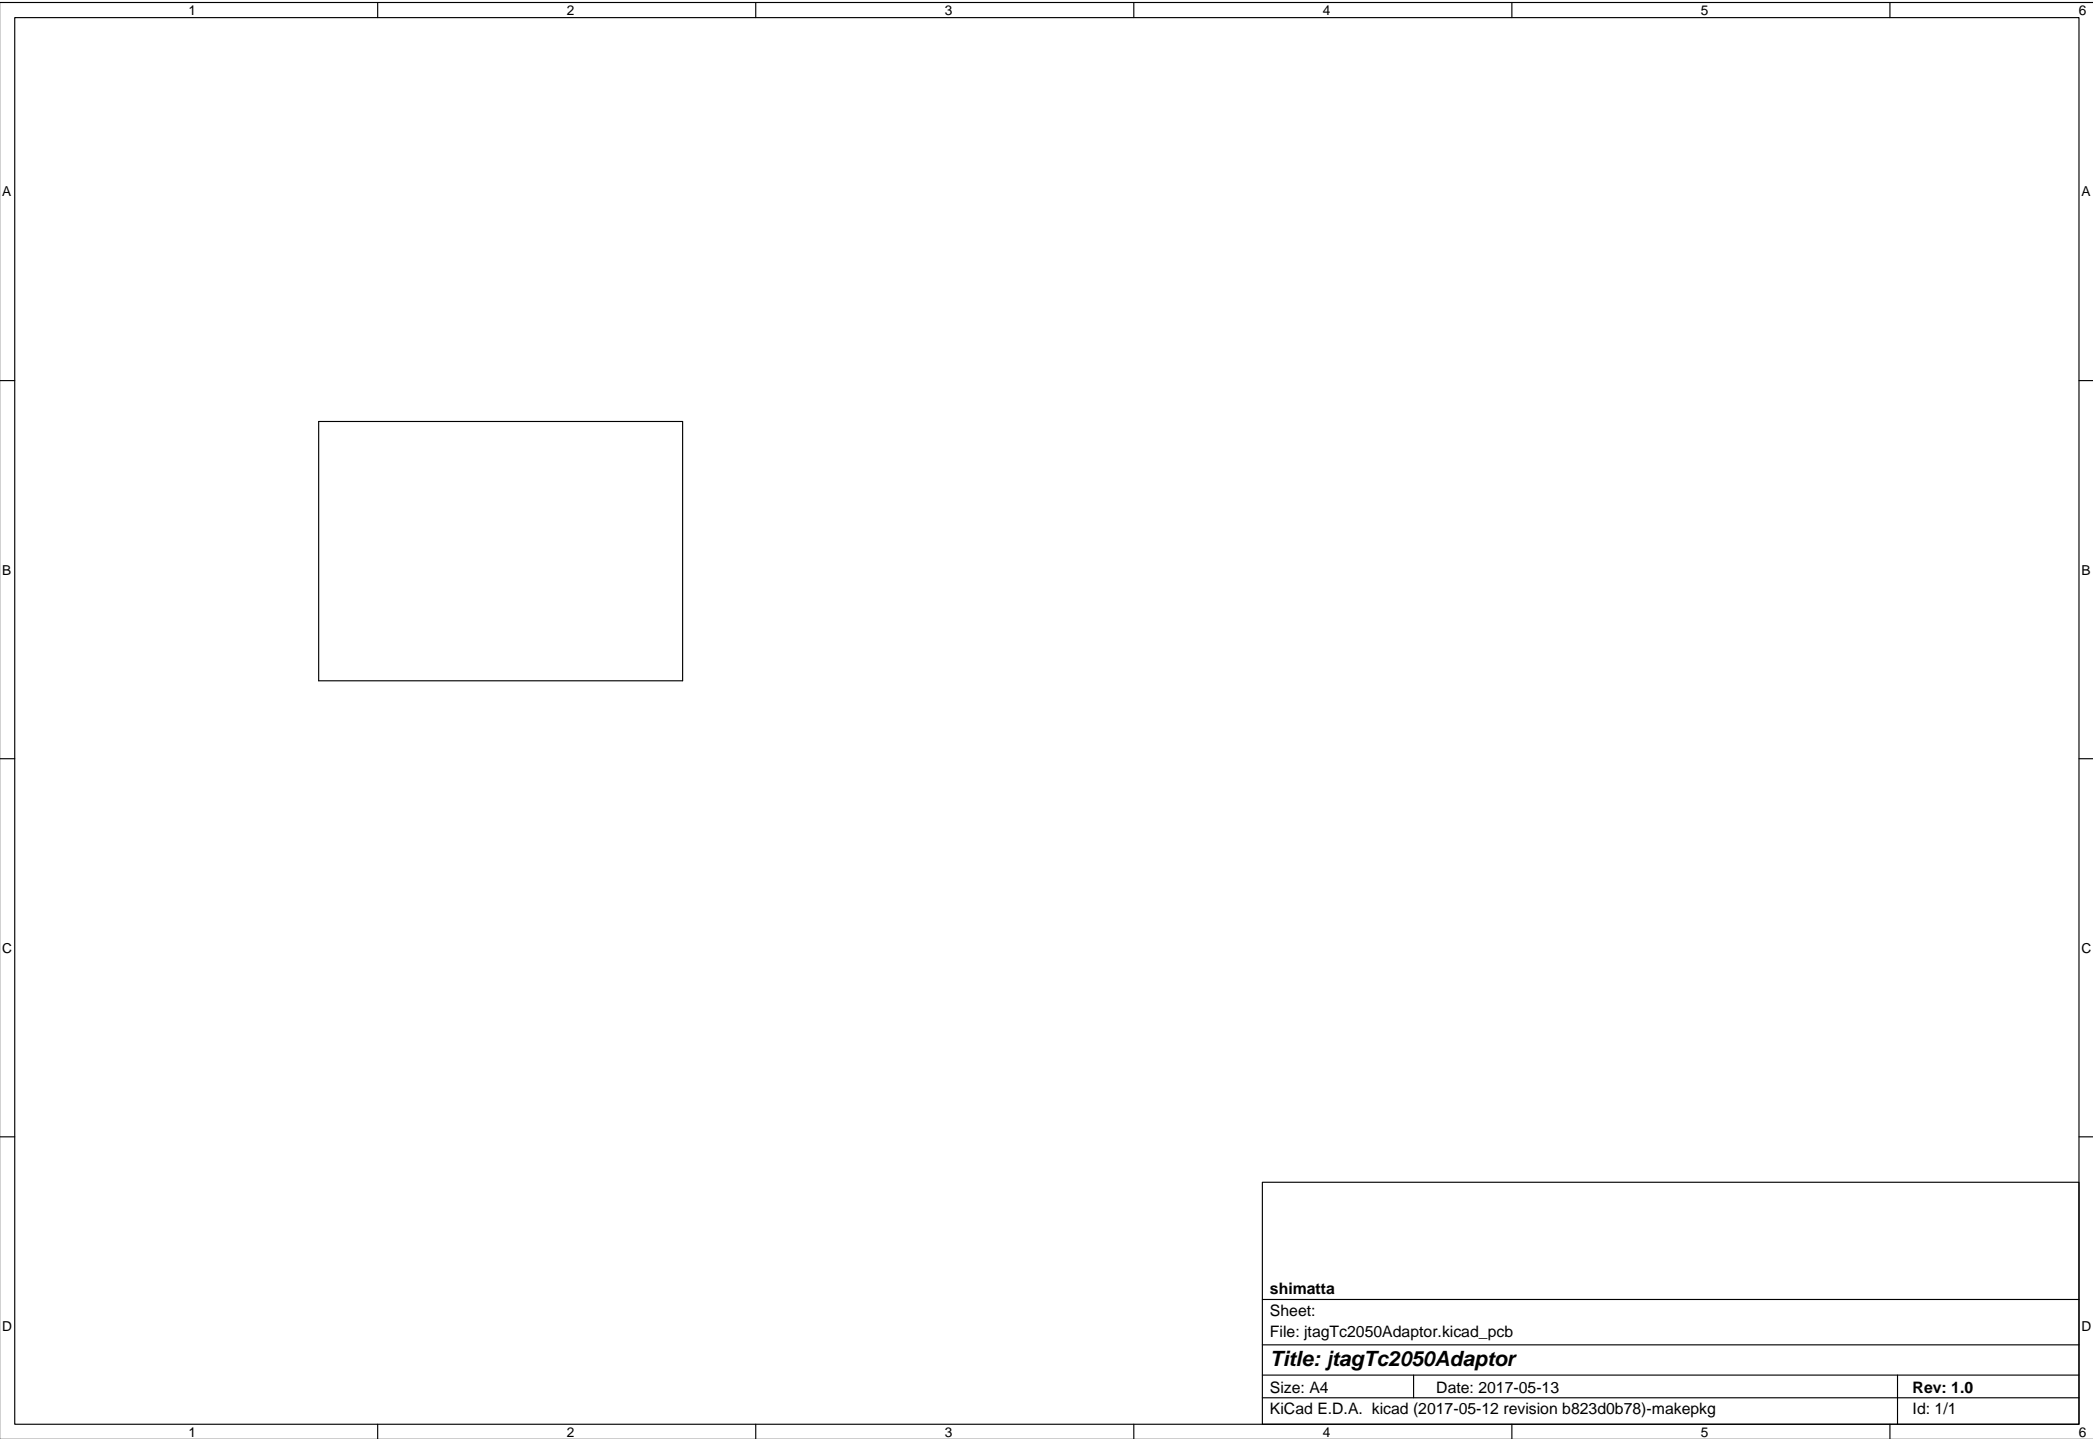 1 2 3 4 5 6
A A
B B
C C
shimatta
Sheet:
File: jtagTc2050Adaptor.kicad_pcb
D D
Title: jtagTc2050Adaptor
Size: A4 Date: 2017-05-13 Rev: 1.0
KiCad E.D.A. kicad (2017-05-12 revision b823d0b78)-makepkg Id: 1/1
1 2 3 4 5 6